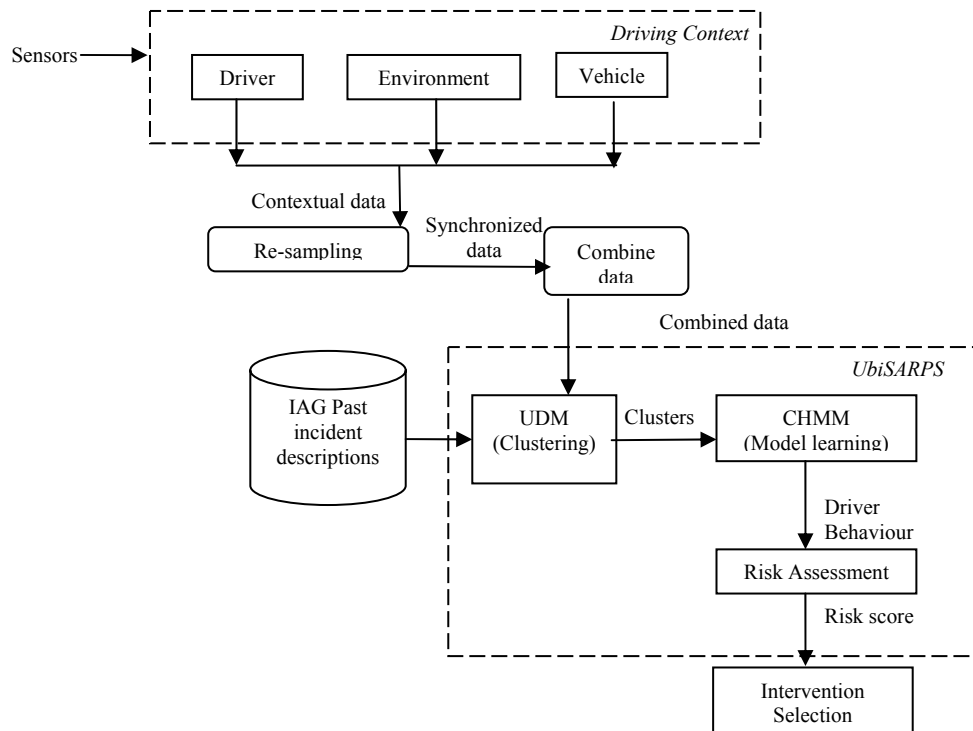 Driving Context
Sensors
Driver
Environment
Vehicle
Contextual data
Synchronized
data
Re-sampling
Combine
data
Combined data
UbiSARPS
IAG Past
incident
descriptions
UDM
(Clustering)
Clusters
CHMM
(Model learning)
Driver
Behaviour
Risk Assessment
Risk score
Intervention
Selection